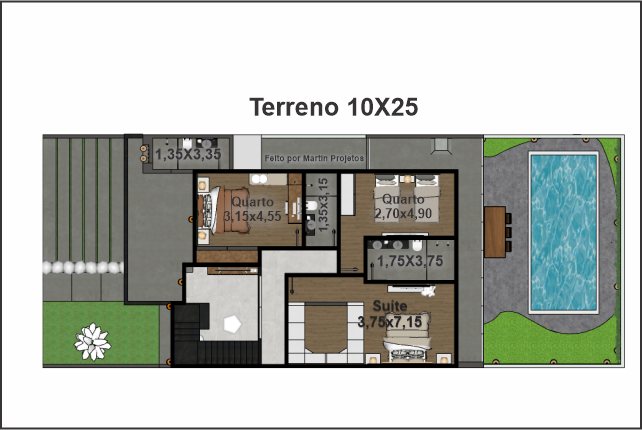 Terreno 10X25
1,35X3,35
Feito por Martin Projetos
Quarto
3,15x4,55
1,35X3,15
Quarto
2,70x4,90
1,75X3,75
Suite
3,75x7,15